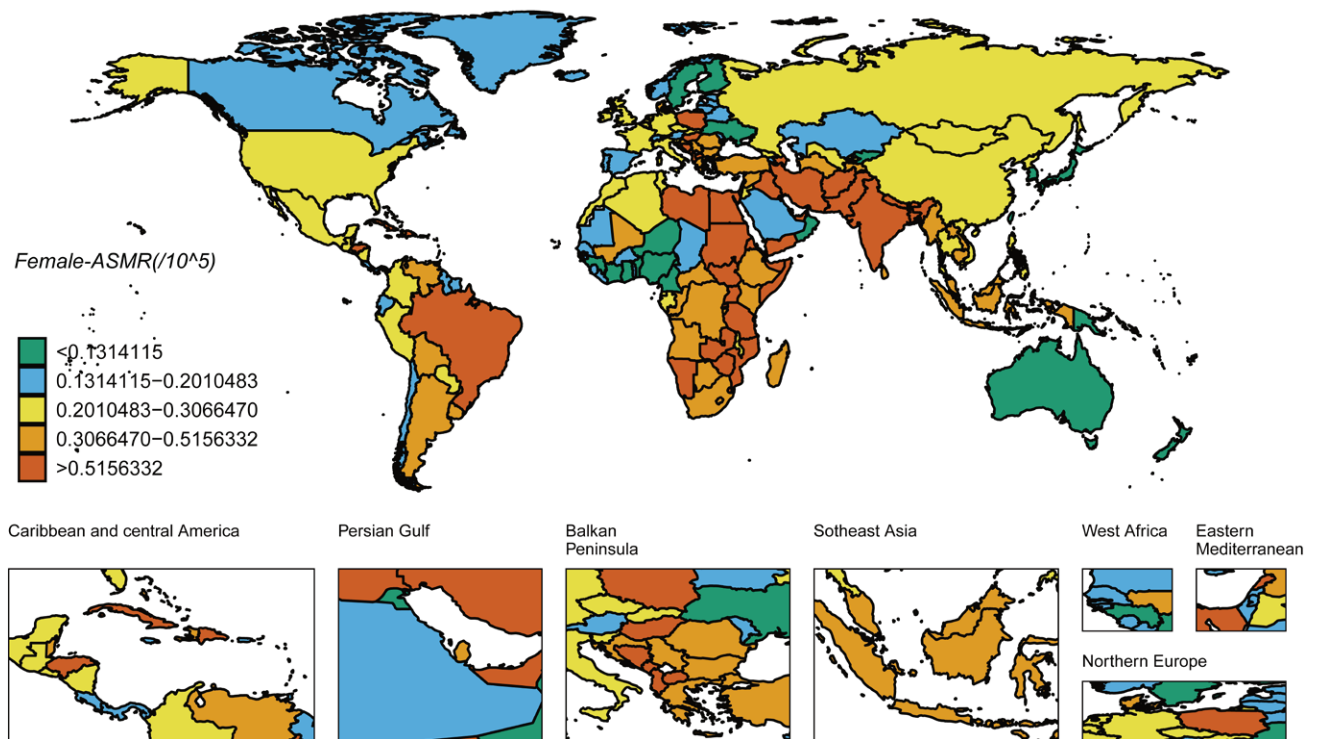 Female-ASMR(/10^5)
<0.1314115
0.1314115−0.2010483
0.2010483−0.3066470
0.3066470−0.5156332
>0.5156332
Caribbean and central America
Persian Gulf
Balkan
Peninsula
Sotheast Asia
West Africa
Eastern
Mediterranean
Northern Europe